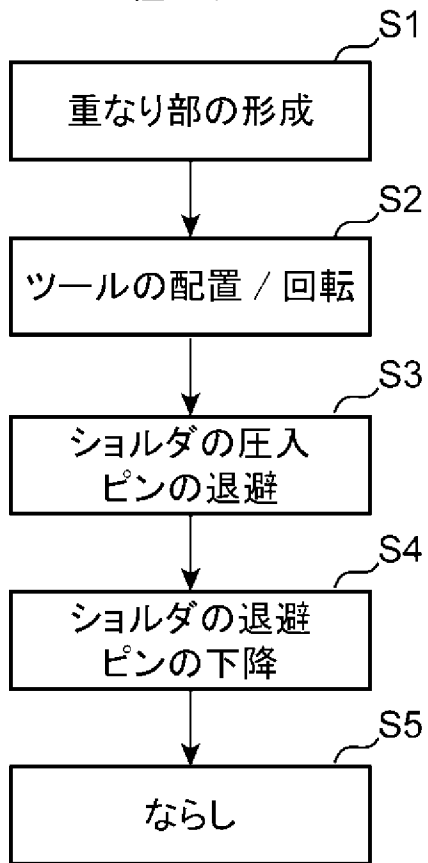 S1
重なり部の形成
S2
ツールの配置 / 回転
S3
ショルダの圧入
ピンの退避
S4
ショルダの退避
ピンの下降
S5
ならし